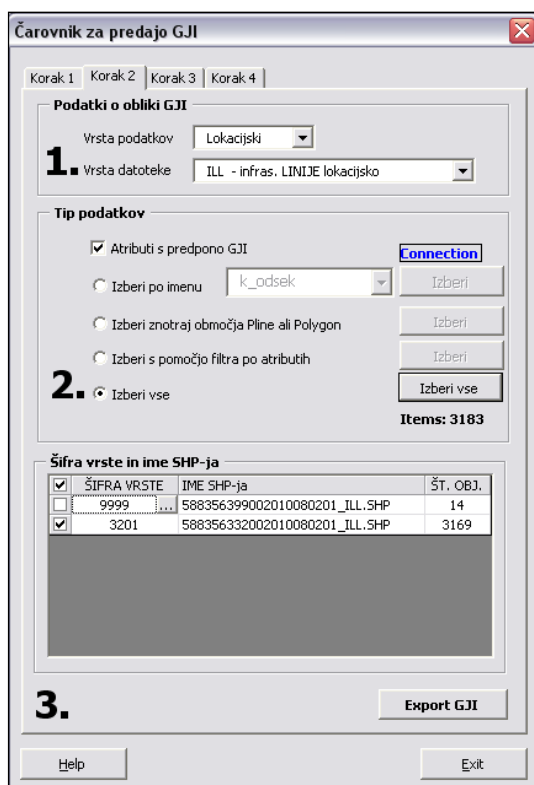 Čarovnik za predajo GJI
Korak 1 Korak 2 Korak 3 Korak 4
Podatki o obliki GJI
1. Vrsta podatkov Lokacijski
Vrsta datoteke ILL - infras. LINIJE lokacijsko
Tip podatkov
Atributi s predpono GJI Connection
Izberi po imenu k_odsek Izberi
Izberi znotraj območja Pline ali Polygon Izberi
Izberi s pomočjo filtra po atributih Izberi
2. Izberi vse Izberi vse
Items: 3183
Šifra vrste in ime SHP-ja
ŠIFRA VRSTE IME SHP-ja ŠT. OBJ.
9999 ... 588356399002010080201_ILL.SHP 14
3201 588356332002010080201_ILL.SHP 3169
3. Export GJI
Help Exit